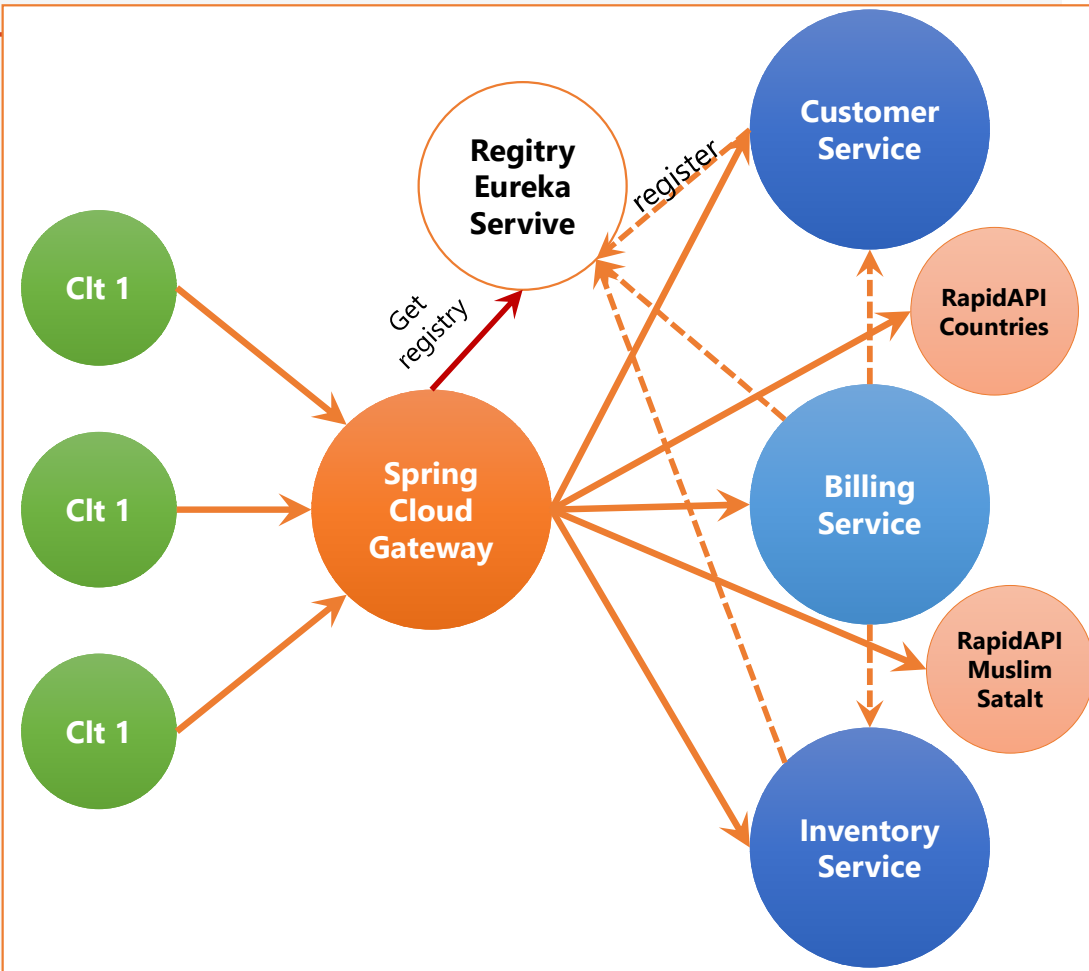 Customer
Service
Regitry
Eureka
Servive
register
Clt 1
RapidAPI
Countries
Get
registry
Spring
Cloud
Gateway
Clt 1
Billing
Service
RapidAPI
Muslim
Satalt
Clt 1
Inventory
Service